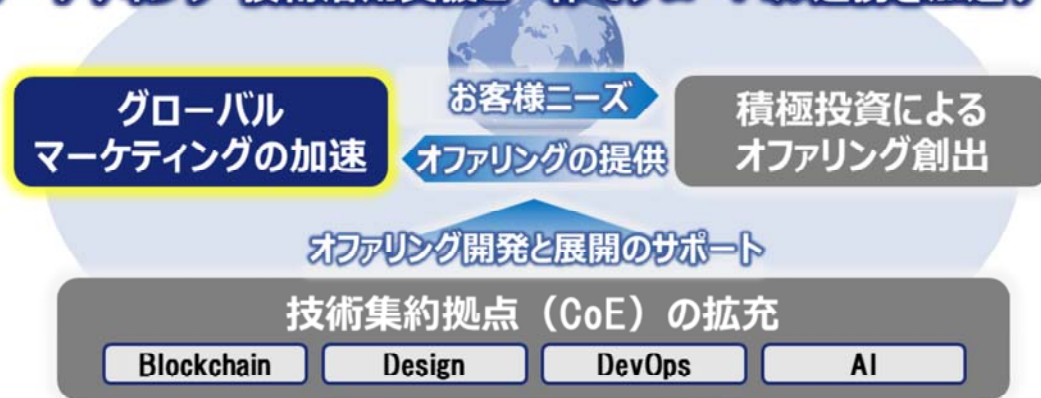 グローバル
マーケティングの加速
お客様ニーズ
オファリングの提供
積極投資による
オファリング創出
オファリング開発と展開のサポート
技術集約拠点(CoE)の拡充
Blockchain
Design
DevOps
AI